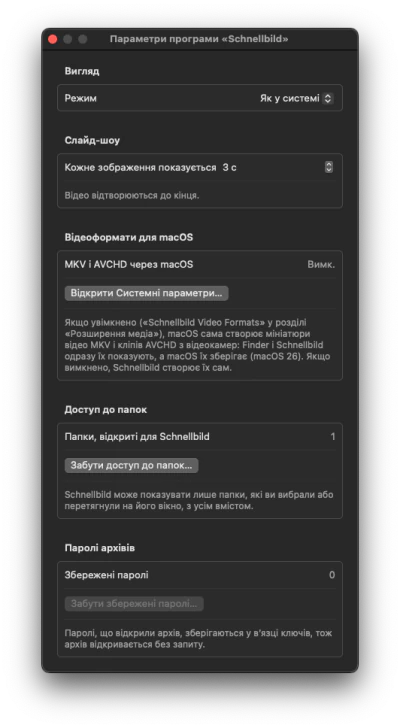 Параметри програми «Schnellbild»
Вигляд
Режим Як у системі
Слайд-шоу
Кожне зображення показується 3 с
Відео відтворюються до кінця.
Відеоформати для macOS
MKV і AVCHD через macOS Вимк.
Відкрити Системні параметри…
Якщо увімкнено («Schnellbild Video Formats» у розділі
«Розширення медіа»), macOS сама створює мініатюри
відео MKV і кліпів AVCHD з відеокамер: Finder і Schnellbild
одразу їх показують, а macOS їх зберігає (macOS 26). Якщо
вимкнено, Schnellbild створює їх сам.
Доступ до папок
Папки, відкриті для Schnellbild 1
Забути доступ до папок…
Schnellbild може показувати лише папки, які ви вибрали або
перетягнули на його вікно, з усім вмістом.
Паролі архівів
Збережені паролі 0
Забути збережені паролі…
Паролі, що відкрили архів, зберігаються у в'язці ключів, тож
архів відкривається без запиту.